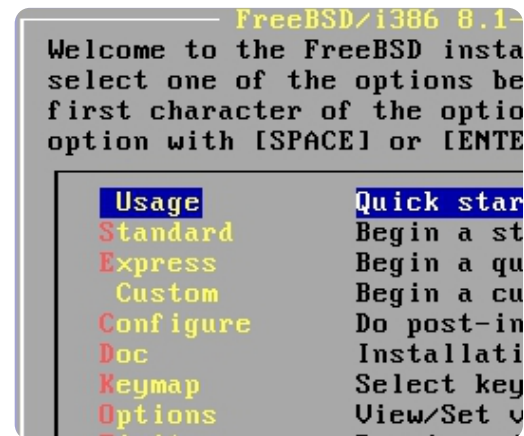 FreeBSD/i386 8.1-
Welcome to the FreeBSD insta
select one of the options be
first character of the optio
option with [SPACE] or [ENTE
Usage Quick star
Standard Begin a st
Express Begin a qu
Custom Begin a cu
Configure Do post-in
Doc Installati
Keymap Select key
Options View/Set v